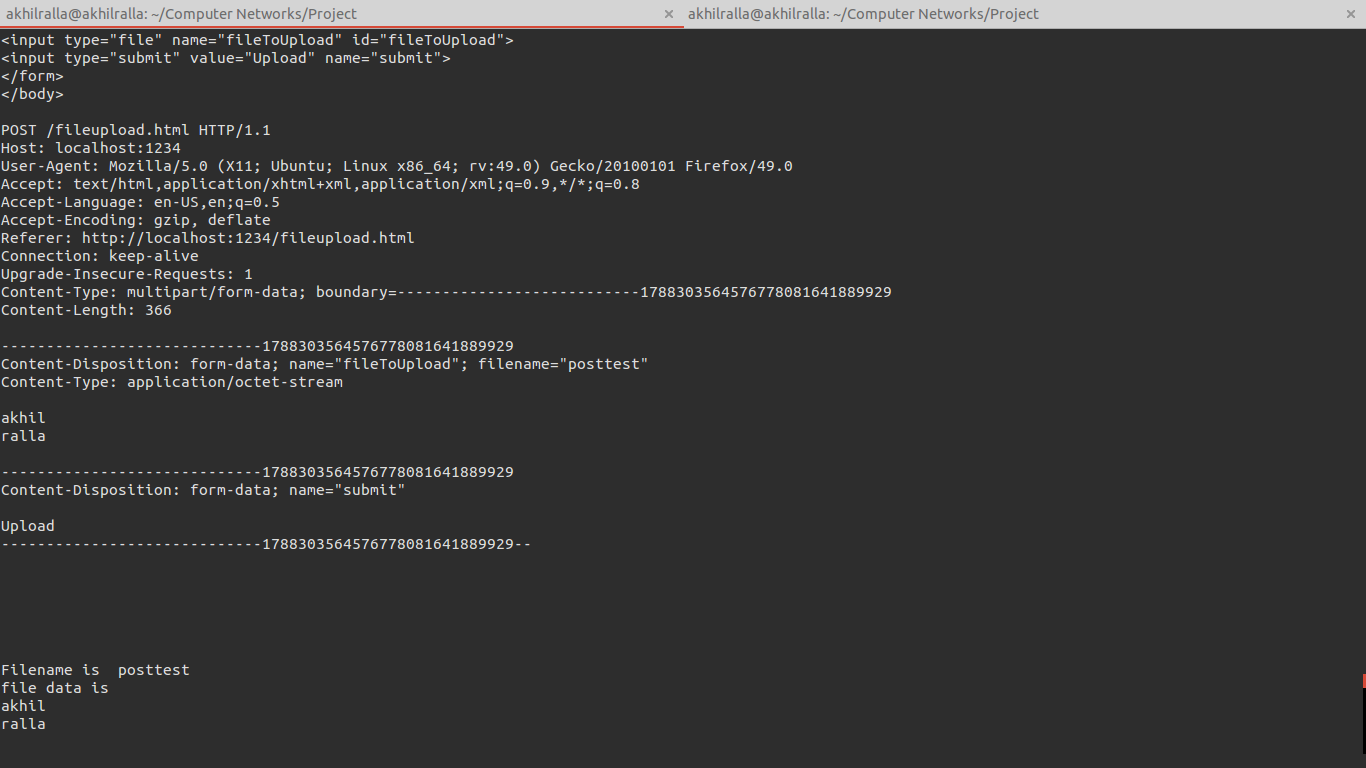 akhilralla@akhilralla: ~/Computer Networks/Project × akhilralla@akhilralla: ~/Computer Networks/Project ×
<input type="file" name="fileToUpload" id="fileToUpload">
<input type="submit" value="Upload" name="submit">
</form>
</body>

POST /fileupload.html HTTP/1.1
Host: localhost:1234
User-Agent: Mozilla/5.0 (X11; Ubuntu; Linux x86_64; rv:49.0) Gecko/20100101 Firefox/49.0
Accept: text/html,application/xhtml+xml,application/xml;q=0.9,*/*;q=0.8
Accept-Language: en-US,en;q=0.5
Accept-Encoding: gzip, deflate
Referer: http://localhost:1234/fileupload.html
Connection: keep-alive
Upgrade-Insecure-Requests: 1
Content-Type: multipart/form-data; boundary=---------------------------1788303564576778081641889929
Content-Length: 366

-----------------------------1788303564576778081641889929
Content-Disposition: form-data; name="fileToUpload"; filename="posttest"
Content-Type: application/octet-stream

akhil
ralla

-----------------------------1788303564576778081641889929
Content-Disposition: form-data; name="submit"

Upload
-----------------------------1788303564576778081641889929--

Filename is  posttest
file data is
akhil
ralla